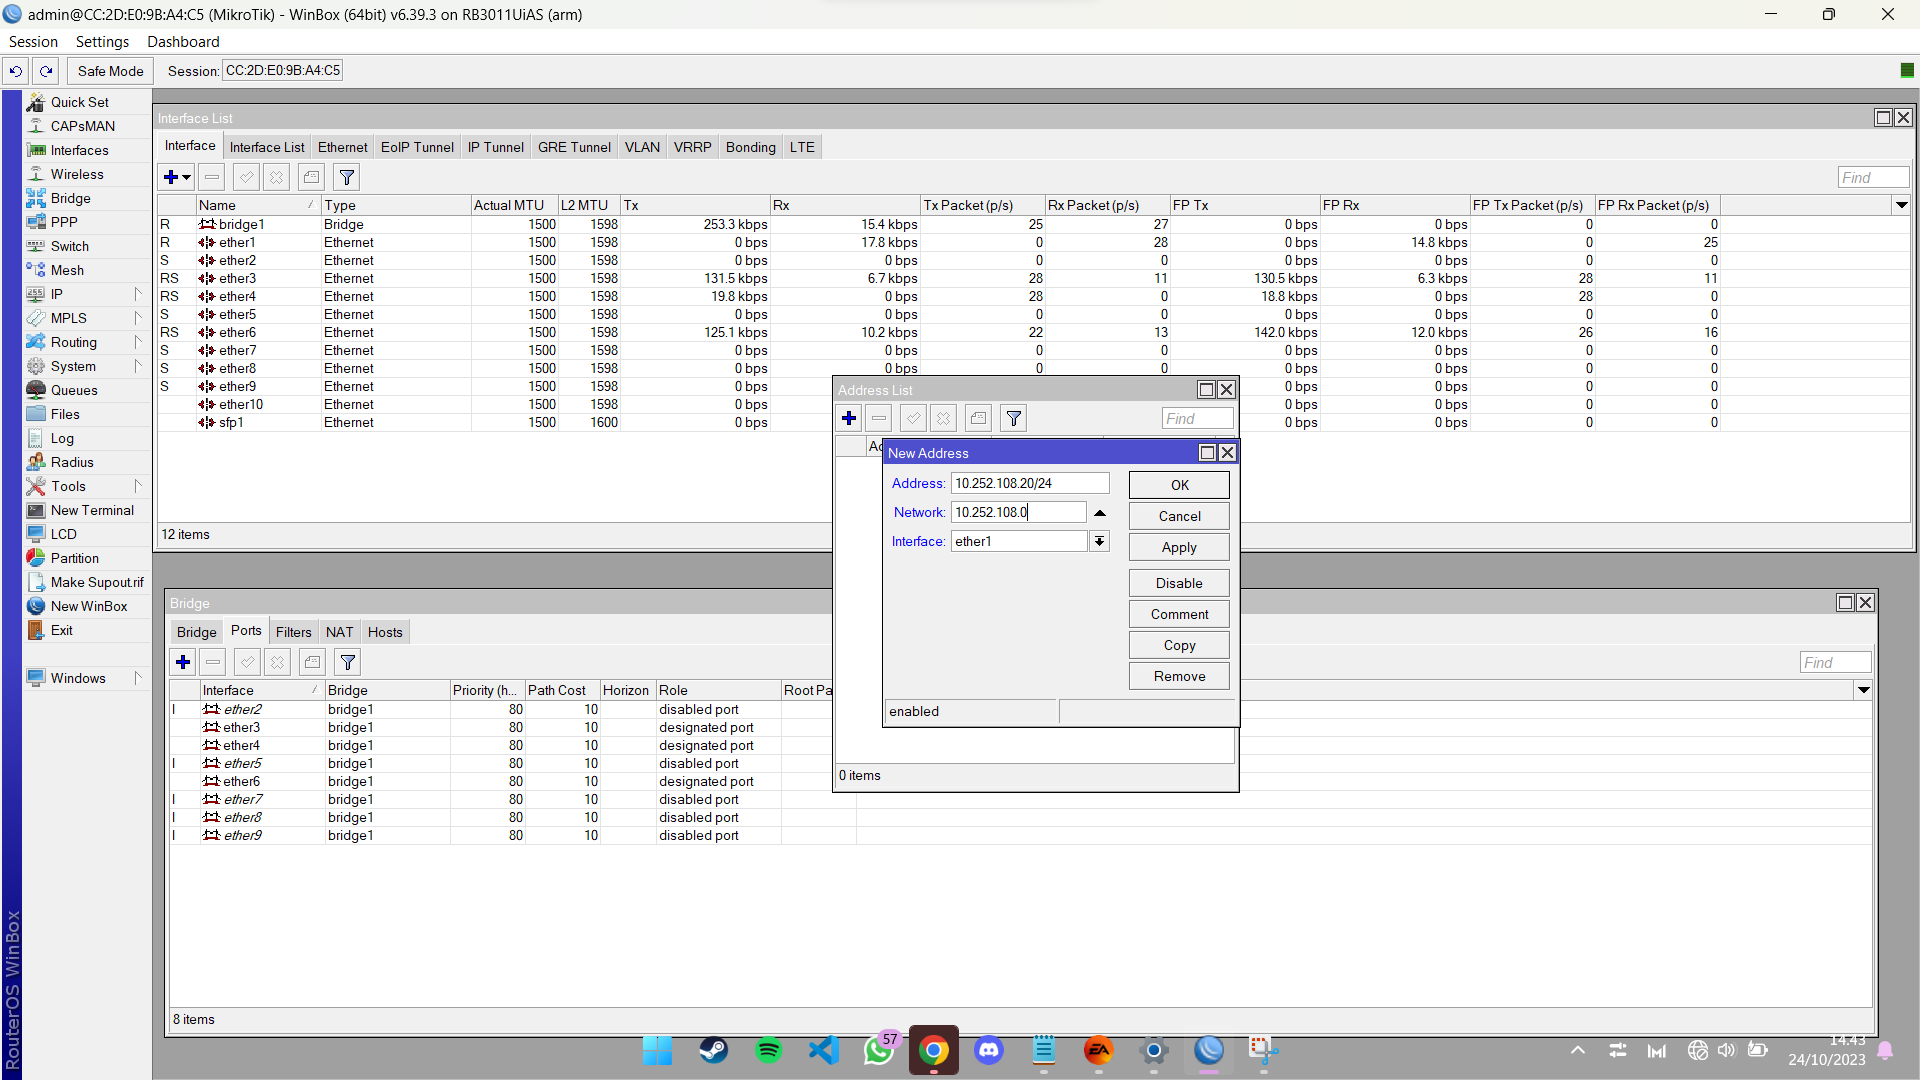 admin@CC:2D:E0:9B:A4:C5 (MikroTik) - WinBox (64bit) v6.39.3 on RB3011UiAS (arm)
Session Settings Dashboard
Safe Mode Session: CC:2D:E0:9B:A4:C5
Quick Set
CAPsMAN
Interfaces
Wireless
Bridge
PPP
Switch
Mesh
IP
MPLS
Routing
System
Queues
Files
Log
Radius
Tools
New Terminal
LCD
Partition
Make Supout.rif
New WinBox
Exit
Windows
RouterOS WinBox
Interface List
Interface Interface List Ethernet EoIP Tunnel IP Tunnel GRE Tunnel VLAN VRRP Bonding LTE
Find
Name Type Actual MTU L2 MTU Tx Rx Tx Packet (p/s) Rx Packet (p/s) FP Tx FP Rx FP Tx Packet (p/s) FP Rx Packet (p/s)
R bridge1 Bridge 1500 1598 253.3 kbps 15.4 kbps 25 27 0 bps 0 bps 0 0
R ether1 Ethernet 1500 1598 0 bps 17.8 kbps 0 28 0 bps 14.8 kbps 0 25
S ether2 Ethernet 1500 1598 0 bps 0 bps 0 0 0 bps 0 bps 0 0
RS ether3 Ethernet 1500 1598 131.5 kbps 6.7 kbps 28 11 130.5 kbps 6.3 kbps 28 11
RS ether4 Ethernet 1500 1598 19.8 kbps 0 bps 28 0 18.8 kbps 0 bps 28 0
S ether5 Ethernet 1500 1598 0 bps 0 bps 0 0 0 bps 0 bps 0 0
RS ether6 Ethernet 1500 1598 125.1 kbps 10.2 kbps 22 13 142.0 kbps 12.0 kbps 26 16
S ether7 Ethernet 1500 1598 0 bps 0 bps 0 0 0 bps 0 bps 0 0
S ether8 Ethernet 1500 1598 0 bps 0 bps 0 0 0 bps 0 bps 0 0
S ether9 Ethernet 1500 1598 0 bps 0 bps 0 0
ether10 Ethernet 1500 1598 0 bps 0 bps 0 bps 0 0
sfp1 Ethernet 1500 1600 0 bps 0 bps 0 bps 0 0
12 items
Address List
Find
New Address
Address: 10.252.108.20/24
Network: 10.252.108.0
Interface: ether1
OK
Cancel
Apply
Disable
Comment
Copy
Remove
enabled
0 items
Bridge
Bridge Ports Filters NAT Hosts
Find
Interface Bridge Priority (h... Path Cost Horizon Role Root Pa
I ether2 bridge1 80 10 disabled port
ether3 bridge1 80 10 designated port
ether4 bridge1 80 10 designated port
I ether5 bridge1 80 10 disabled port
ether6 bridge1 80 10 designated port
I ether7 bridge1 80 10 disabled port
I ether8 bridge1 80 10 disabled port
I ether9 bridge1 80 10 disabled port
8 items
57
EA
14.43
24/10/2023